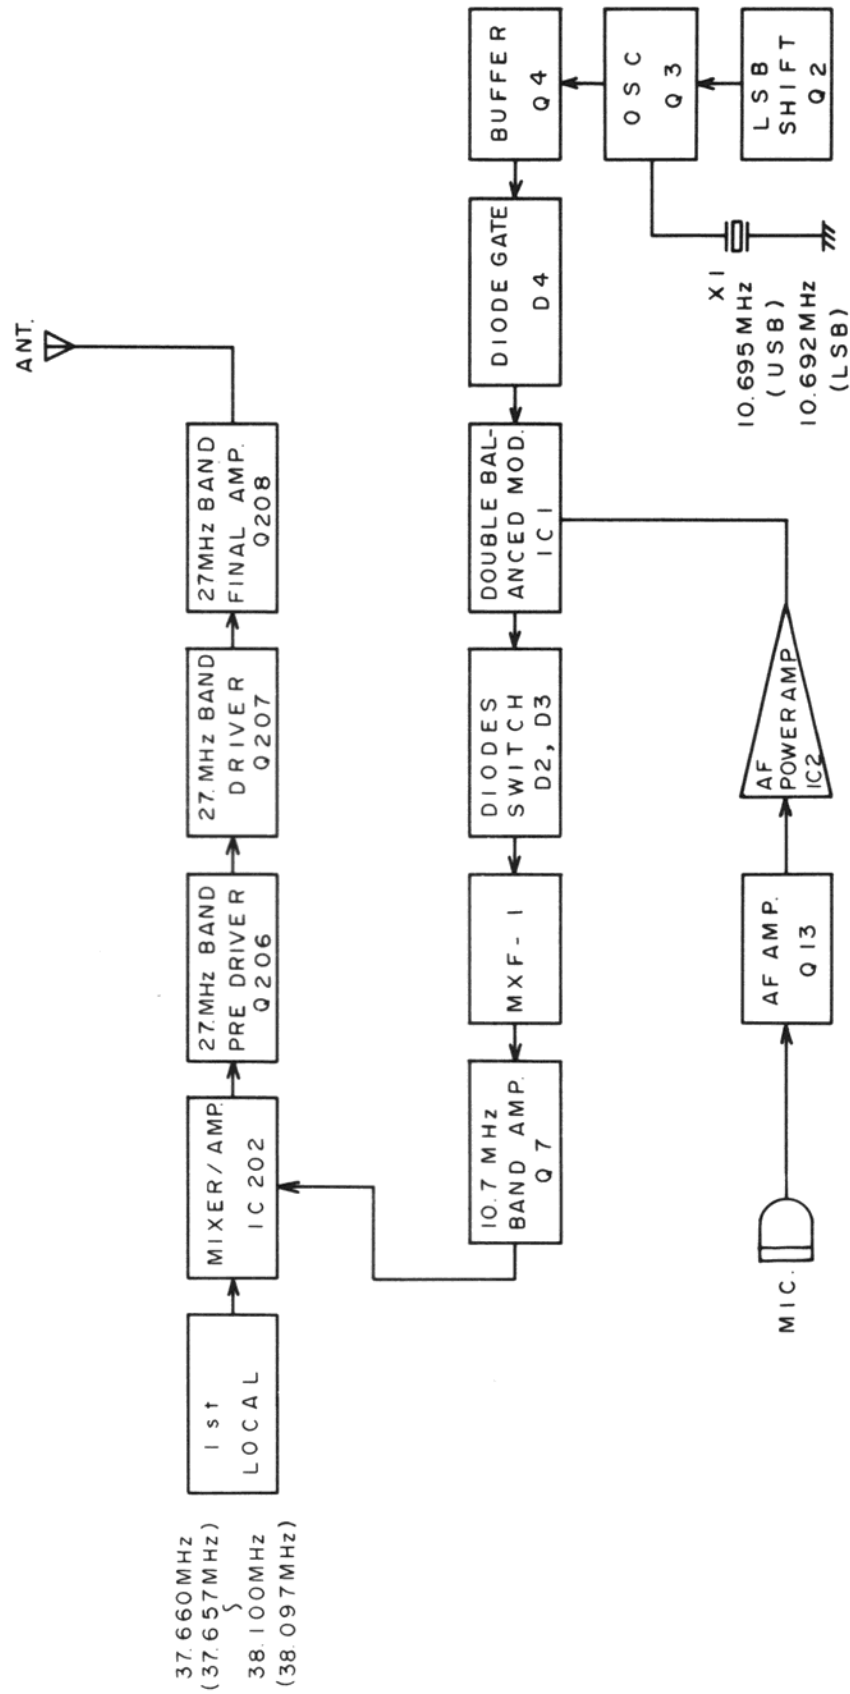 37.660MHz
(37.657MHz)
∫
38.100MHz
(38.097MHz)
1st
LOCAL
MIXER/AMP.
IC 202
27.MHz BAND
PRE DRIVER
Q206
27.MHz BAND
DRIVER
Q207
27MHz BAND
FINAL AMP.
Q208
ANT.
10.7 MHz
BAND AMP.
Q7
MXF-1
DIODES
SWITCH
D2, D3
DOUBLE BAL-
ANCED MOD.
IC1
DIODE GATE
D4
BUFFER
Q4
OSC
Q3
LSB
SHIFT
Q2
X1
10.695MHz
(USB)
10.692MHz
(LSB)
MIC.
AF AMP.
Q13
AF
POWERAMP
IC2